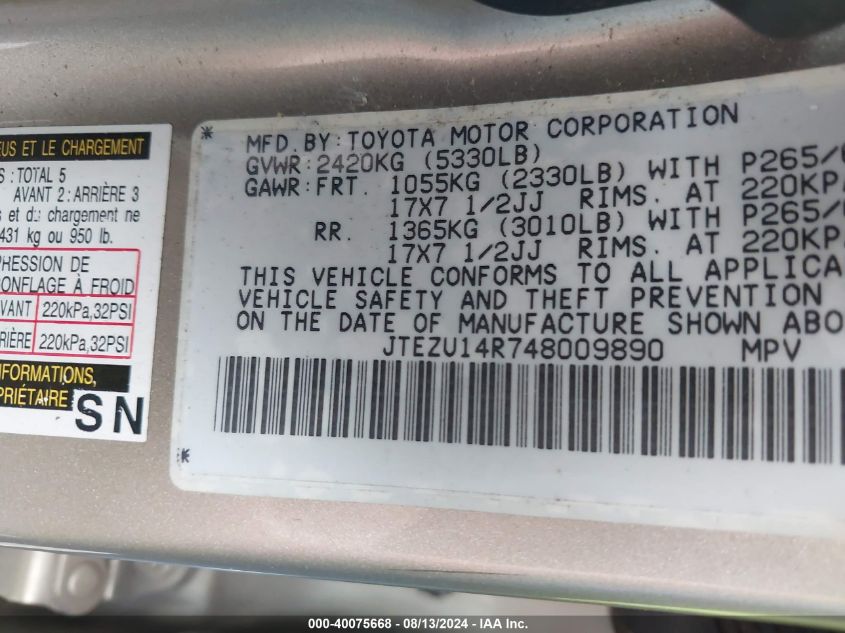 EUS ET LE CHARGEMENT
S : TOTAL 5
AVANT 2 : ARRIÈRE 3
s et du chargement ne
431 kg ou 950 lb.
PRESSION DE
GONFLAGE À FROID
AVANT 220kPa,32PSI
RIÈRE 220kPa,32PSI
INFORMATIONS,
PRIÉTAIRE
SN
MFD. BY: TOYOTA MOTOR CORPORATION
GVWR: 2420KG (5330LB)
GAWR: FRT. 1055KG (2330LB) WITH P265/
17X7 1/2JJ RIMS. AT 220KP
RR. 1365KG (3010LB) WITH P265/
17X7 1/2JJ RIMS. AT 220KP
THIS VEHICLE CONFORMS TO ALL APPLICA
VEHICLE SAFETY AND THEFT PREVENTION
ON THE DATE OF MANUFACTURE SHOWN ABO
JTEZU14R748009890 MPV
000-40075668 - 08/13/2024 - IAA Inc.